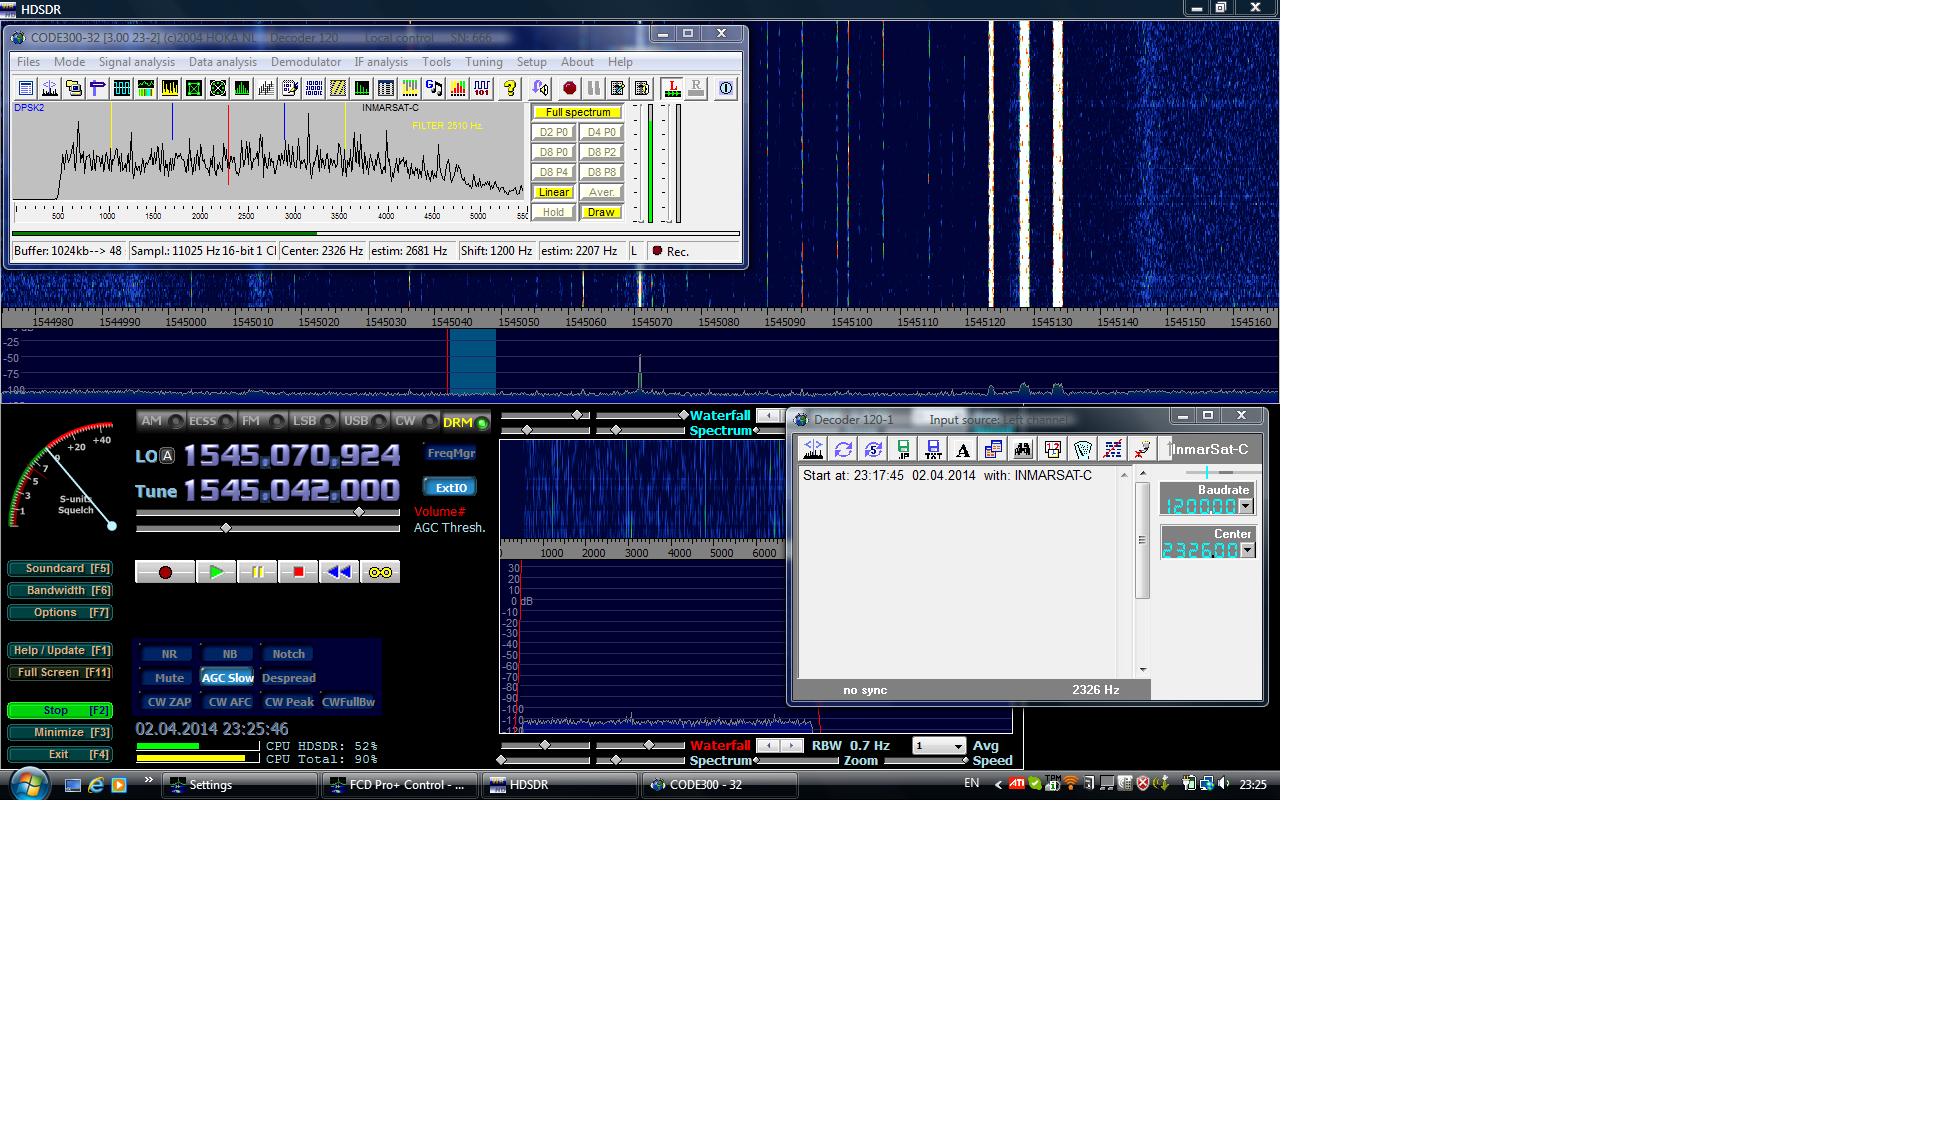 HDSDR
CODE300-32 [3.00 23-2] (c)2004 HOKA NL Decoder 120 Local control SN: 666
Files Mode Signal analysis Data analysis Demodulator IF analysis Tools Tuning Setup About Help
DPSK2 INMARSAT-C
FILTER 2510 Hz.
Full spectrum
D2 P0 D4 P0
D8 P0 D8 P2
D8 P4 D8 P8
Linear Aver.
Hold Draw
500 1000 1500 2000 2500 3000 3500 4000 4500 5000 550
Buffer: 1024kb--> 48 Sampl.: 11025 Hz 16-bit 1 Cl Center: 2326 Hz estim: 2681 Hz Shift: 1200 Hz estim: 2207 Hz L Rec.
1544980 1544990 1545000 1545010 1545020 1545030 1545040 1545050 1545060 1545070 1545080 1545090 1545100 1545110 1545120 1545130 1545140 1545150 1545160
-25
-50
-75
-100
AM ECSS FM LSB USB CW DRM
Waterfall
Spectrum
+20 +40
9
7
5
3
1
S-units
Squelch
LO A 1545.070.924
Tune 1545.042.000
FreqMgr
ExtIO
Volume#
AGC Thresh.
Soundcard [F5]
Bandwidth [F6]
Options [F7]
Help / Update [F1]
Full Screen [F11]
Stop [F2]
Minimize [F3]
Exit [F4]
NR NB Notch
Mute AGC Slow Despread
CW ZAP CW AFC CW Peak CWFullBw
02.04.2014 23:25:46
CPU HDSDR: 52%
CPU Total: 90%
1000 2000 3000 4000 5000 6000
30
20
10
0 dB
-10
-20
-30
-40
-50
-60
-70
-80
-90
-100
-110
-120
Waterfall RBW 0.7 Hz 1 Avg
Spectrum Zoom Speed
Decoder 120-1 Input source: Left channel
InmarSat-C
Start at: 23:17:45 02.04.2014 with: INMARSAT-C
Baudrate
1200.00
Center
2326.00
no sync 2326 Hz
Settings FCD Pro+ Control - ... HDSDR CODE300 - 32 EN 23:25